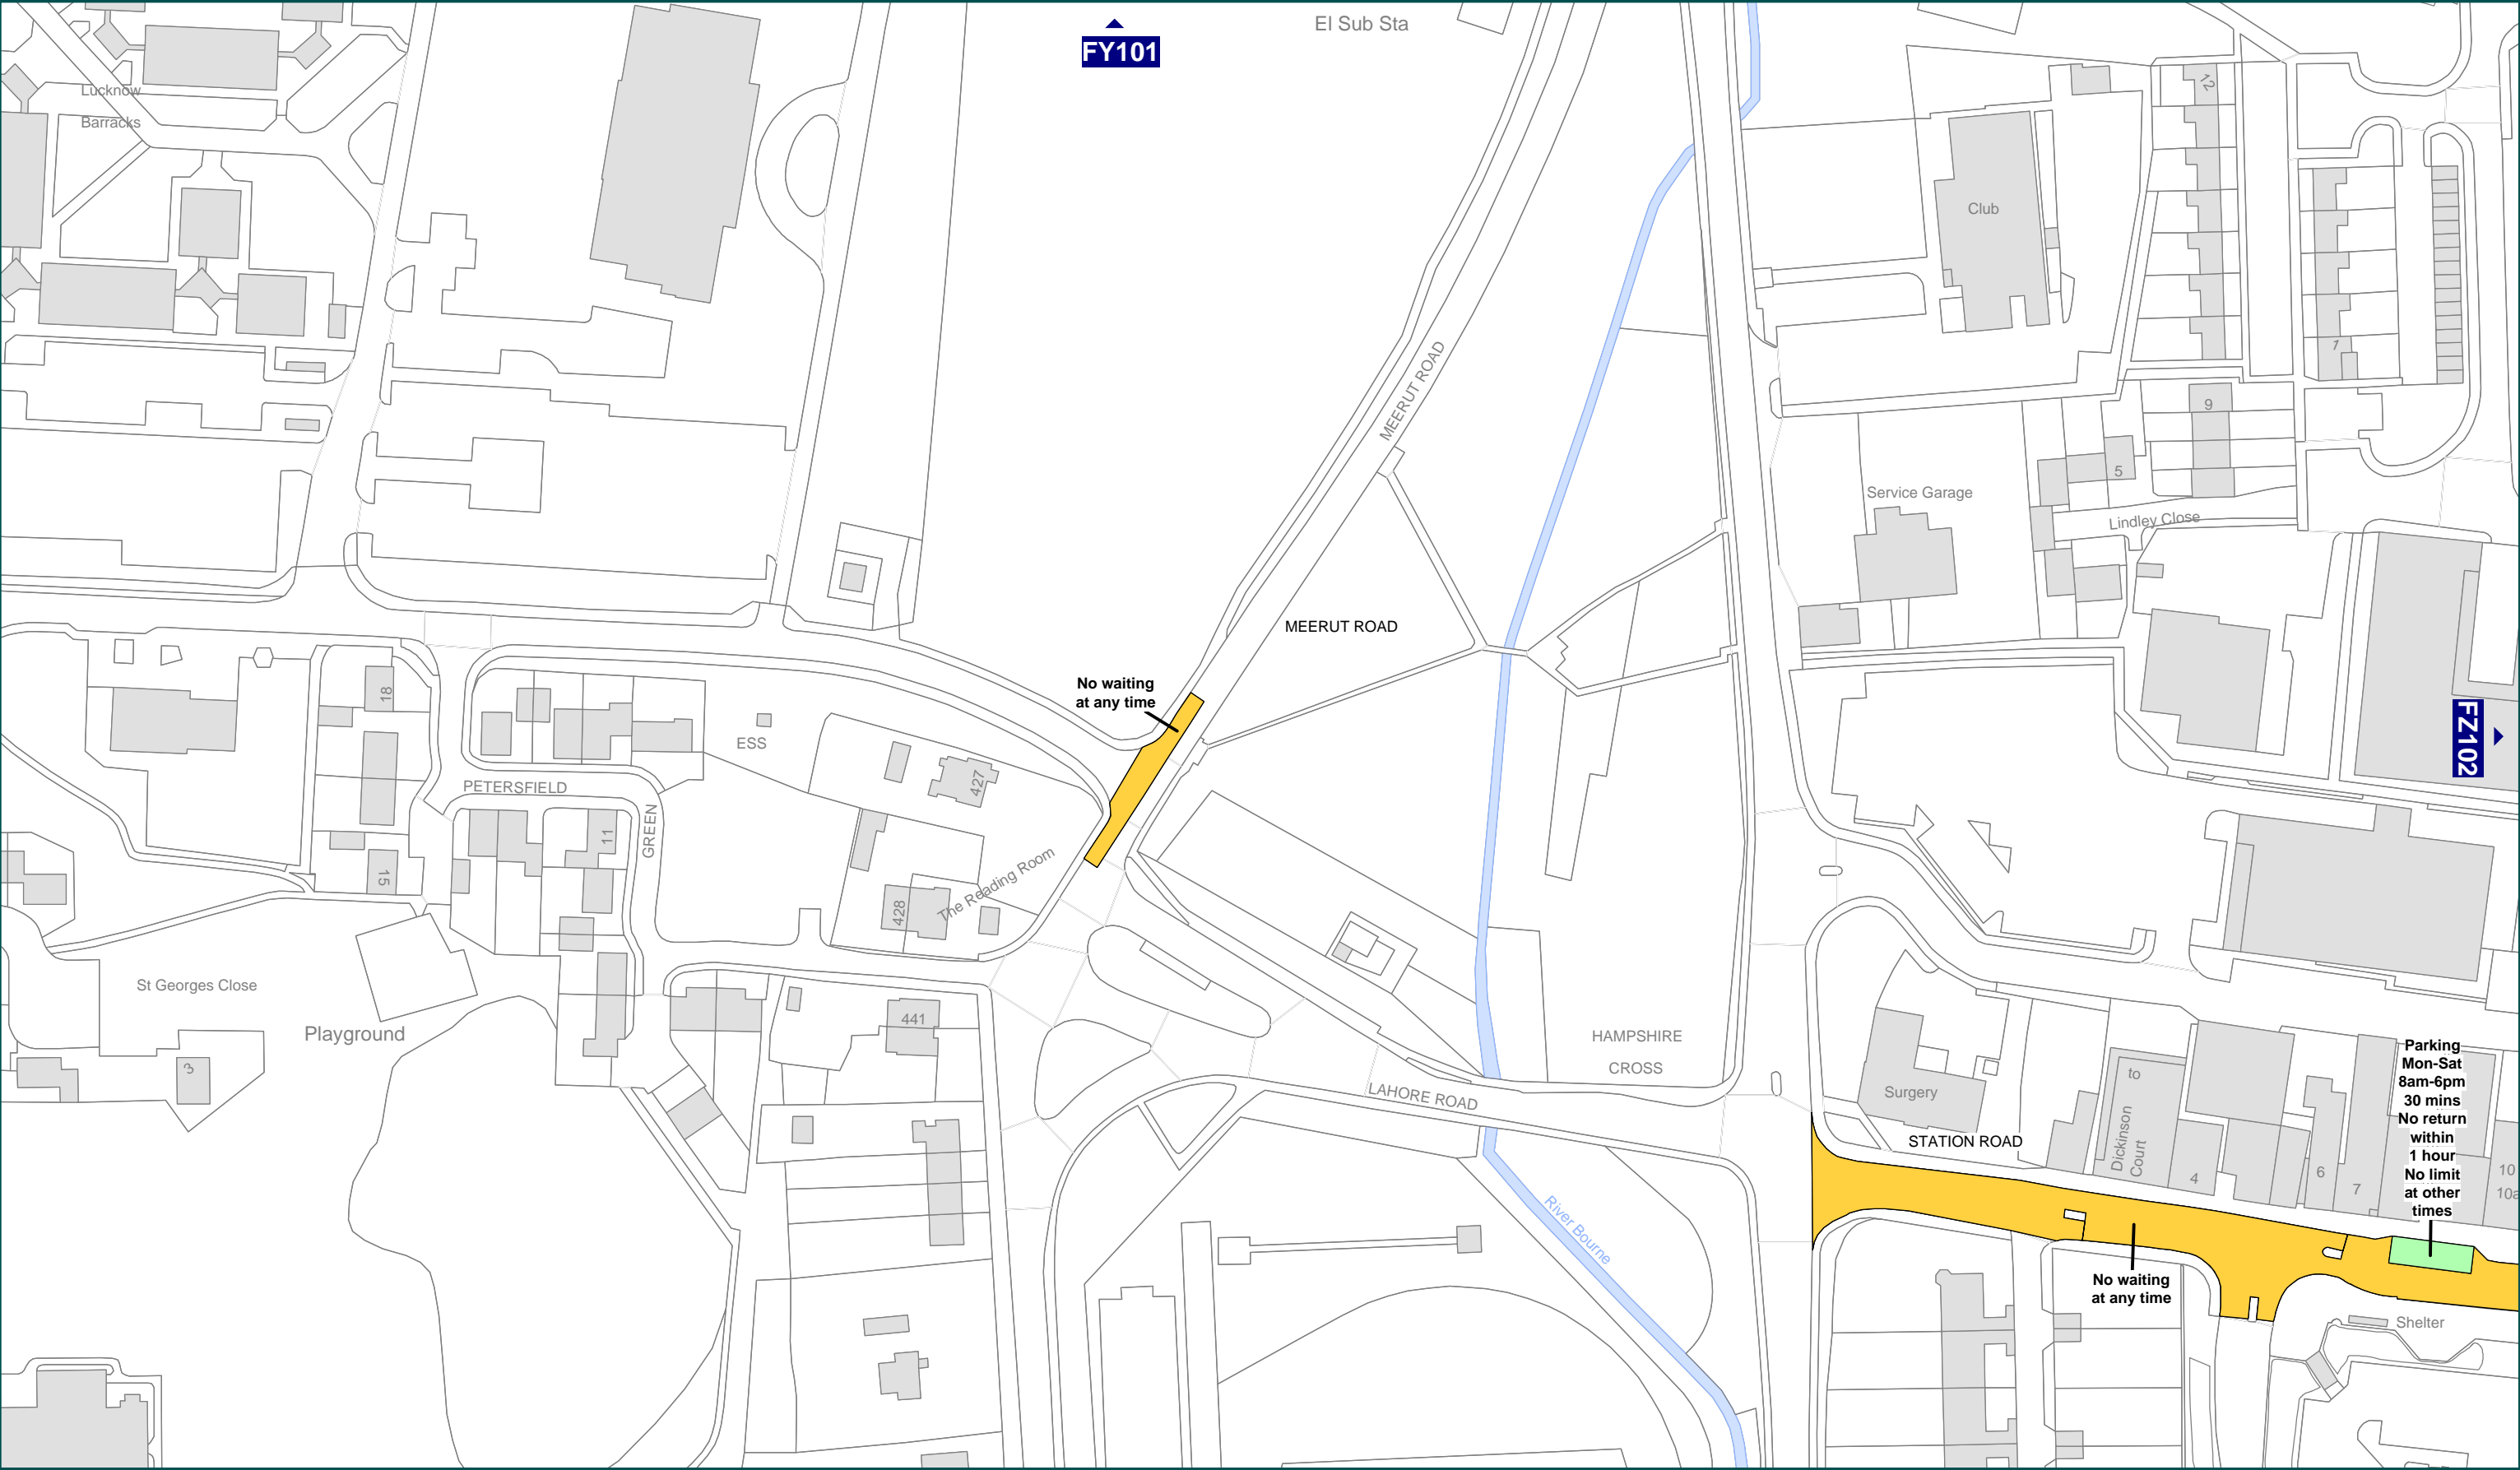 FY101
El Sub Sta
Lucknow
Barracks
12
Club
1
9
5
Service Garage
Lindley Close
MEERUT ROAD
MEERUT ROAD
No waiting
at any time
18
ESS
427
PETERSFIELD
GREEN
11
15
The Reading Room
428
FZ102
St Georges Close
Playground
3
441
HAMPSHIRE
CROSS
LAHORE ROAD
River Bourne
Surgery
STATION ROAD
to
Dickinson
Court
4
6
7
10
10a
Parking
Mon-Sat
8am-6pm
30 mins
No return
within
1 hour
No limit
at other
times
No waiting
at any time
Shelter